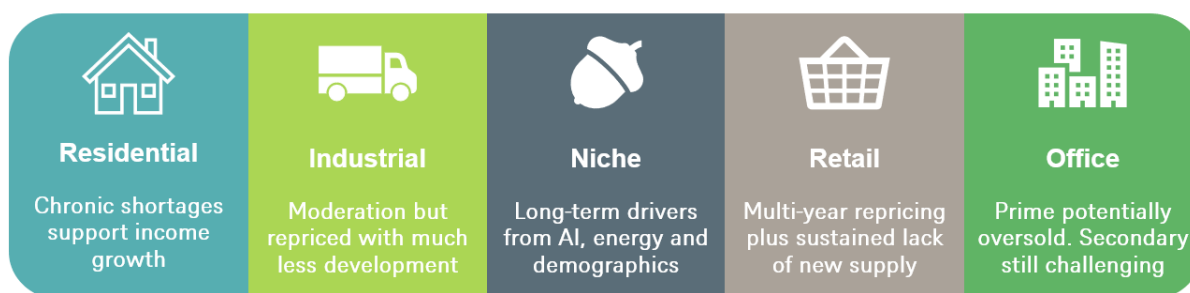 Residential
Chronic shortages
support income
growth
Industrial
Moderation but
repriced with much
less development
Niche
Long-term drivers
from AI, energy and
demographics
Retail
Multi-year repricing
plus sustained lack
of new supply
Office
Prime potentially
oversold. Secondary
still challenging